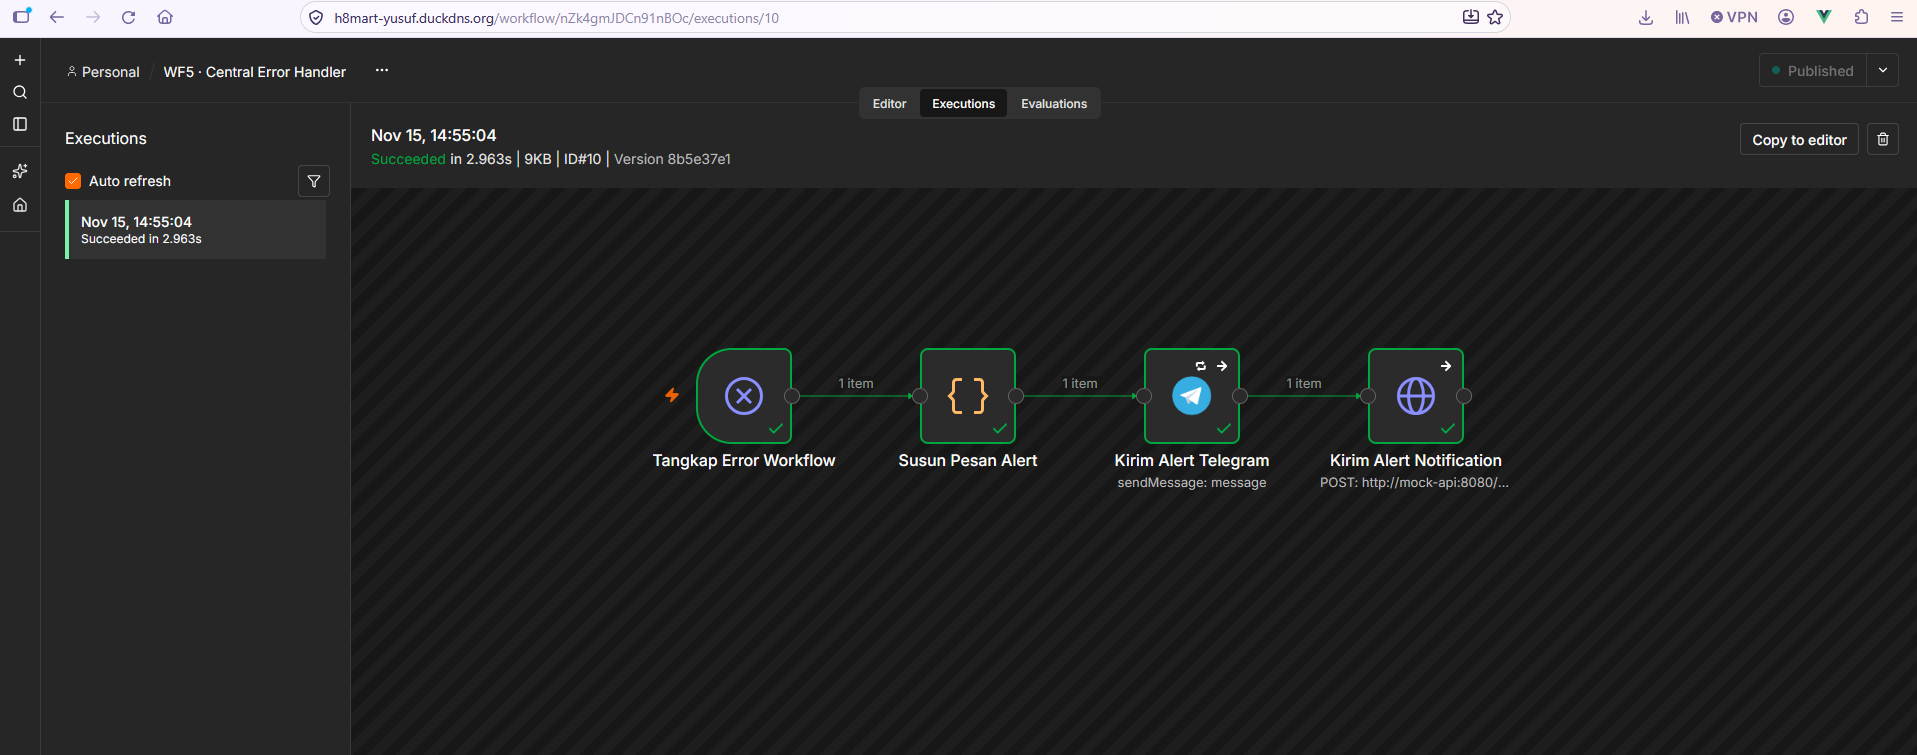 h8mart-yusuf.duckdns.org/workflow/nZk4gmJDCn91nBOc/executions/10
VPN
Personal / WF5 · Central Error Handler ...
Published
Editor Executions Evaluations
Executions
Auto refresh
Nov 15, 14:55:04
Succeeded in 2.963s
Nov 15, 14:55:04
Succeeded in 2.963s | 9KB | ID#10 | Version 8b5e37e1
Copy to editor
1 item
1 item
1 item
Tangkap Error Workflow
Susun Pesan Alert
Kirim Alert Telegram
sendMessage: message
Kirim Alert Notification
POST: http://mock-api:8080/...